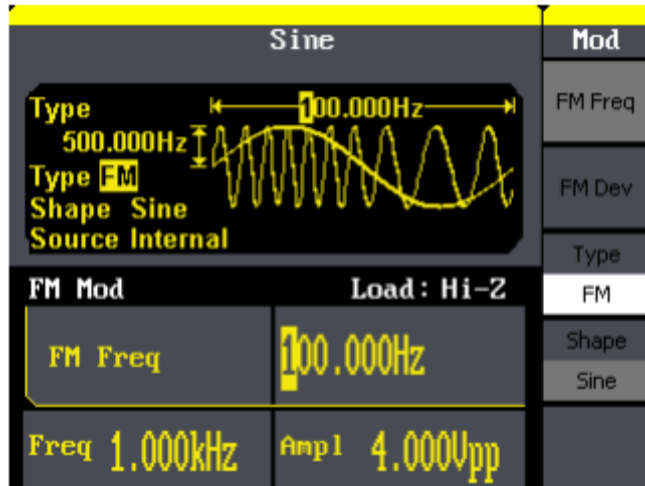 Sine
Mod
Type
100.000Hz
500.000Hz
Type FM
Shape Sine
Source Internal
FM Mod
Load: Hi-Z
FM Freq
100.000Hz
Freq 1.000kHz
Ampl 4.000Vpp
FM Freq
FM Dev
Type
FM
Shape
Sine